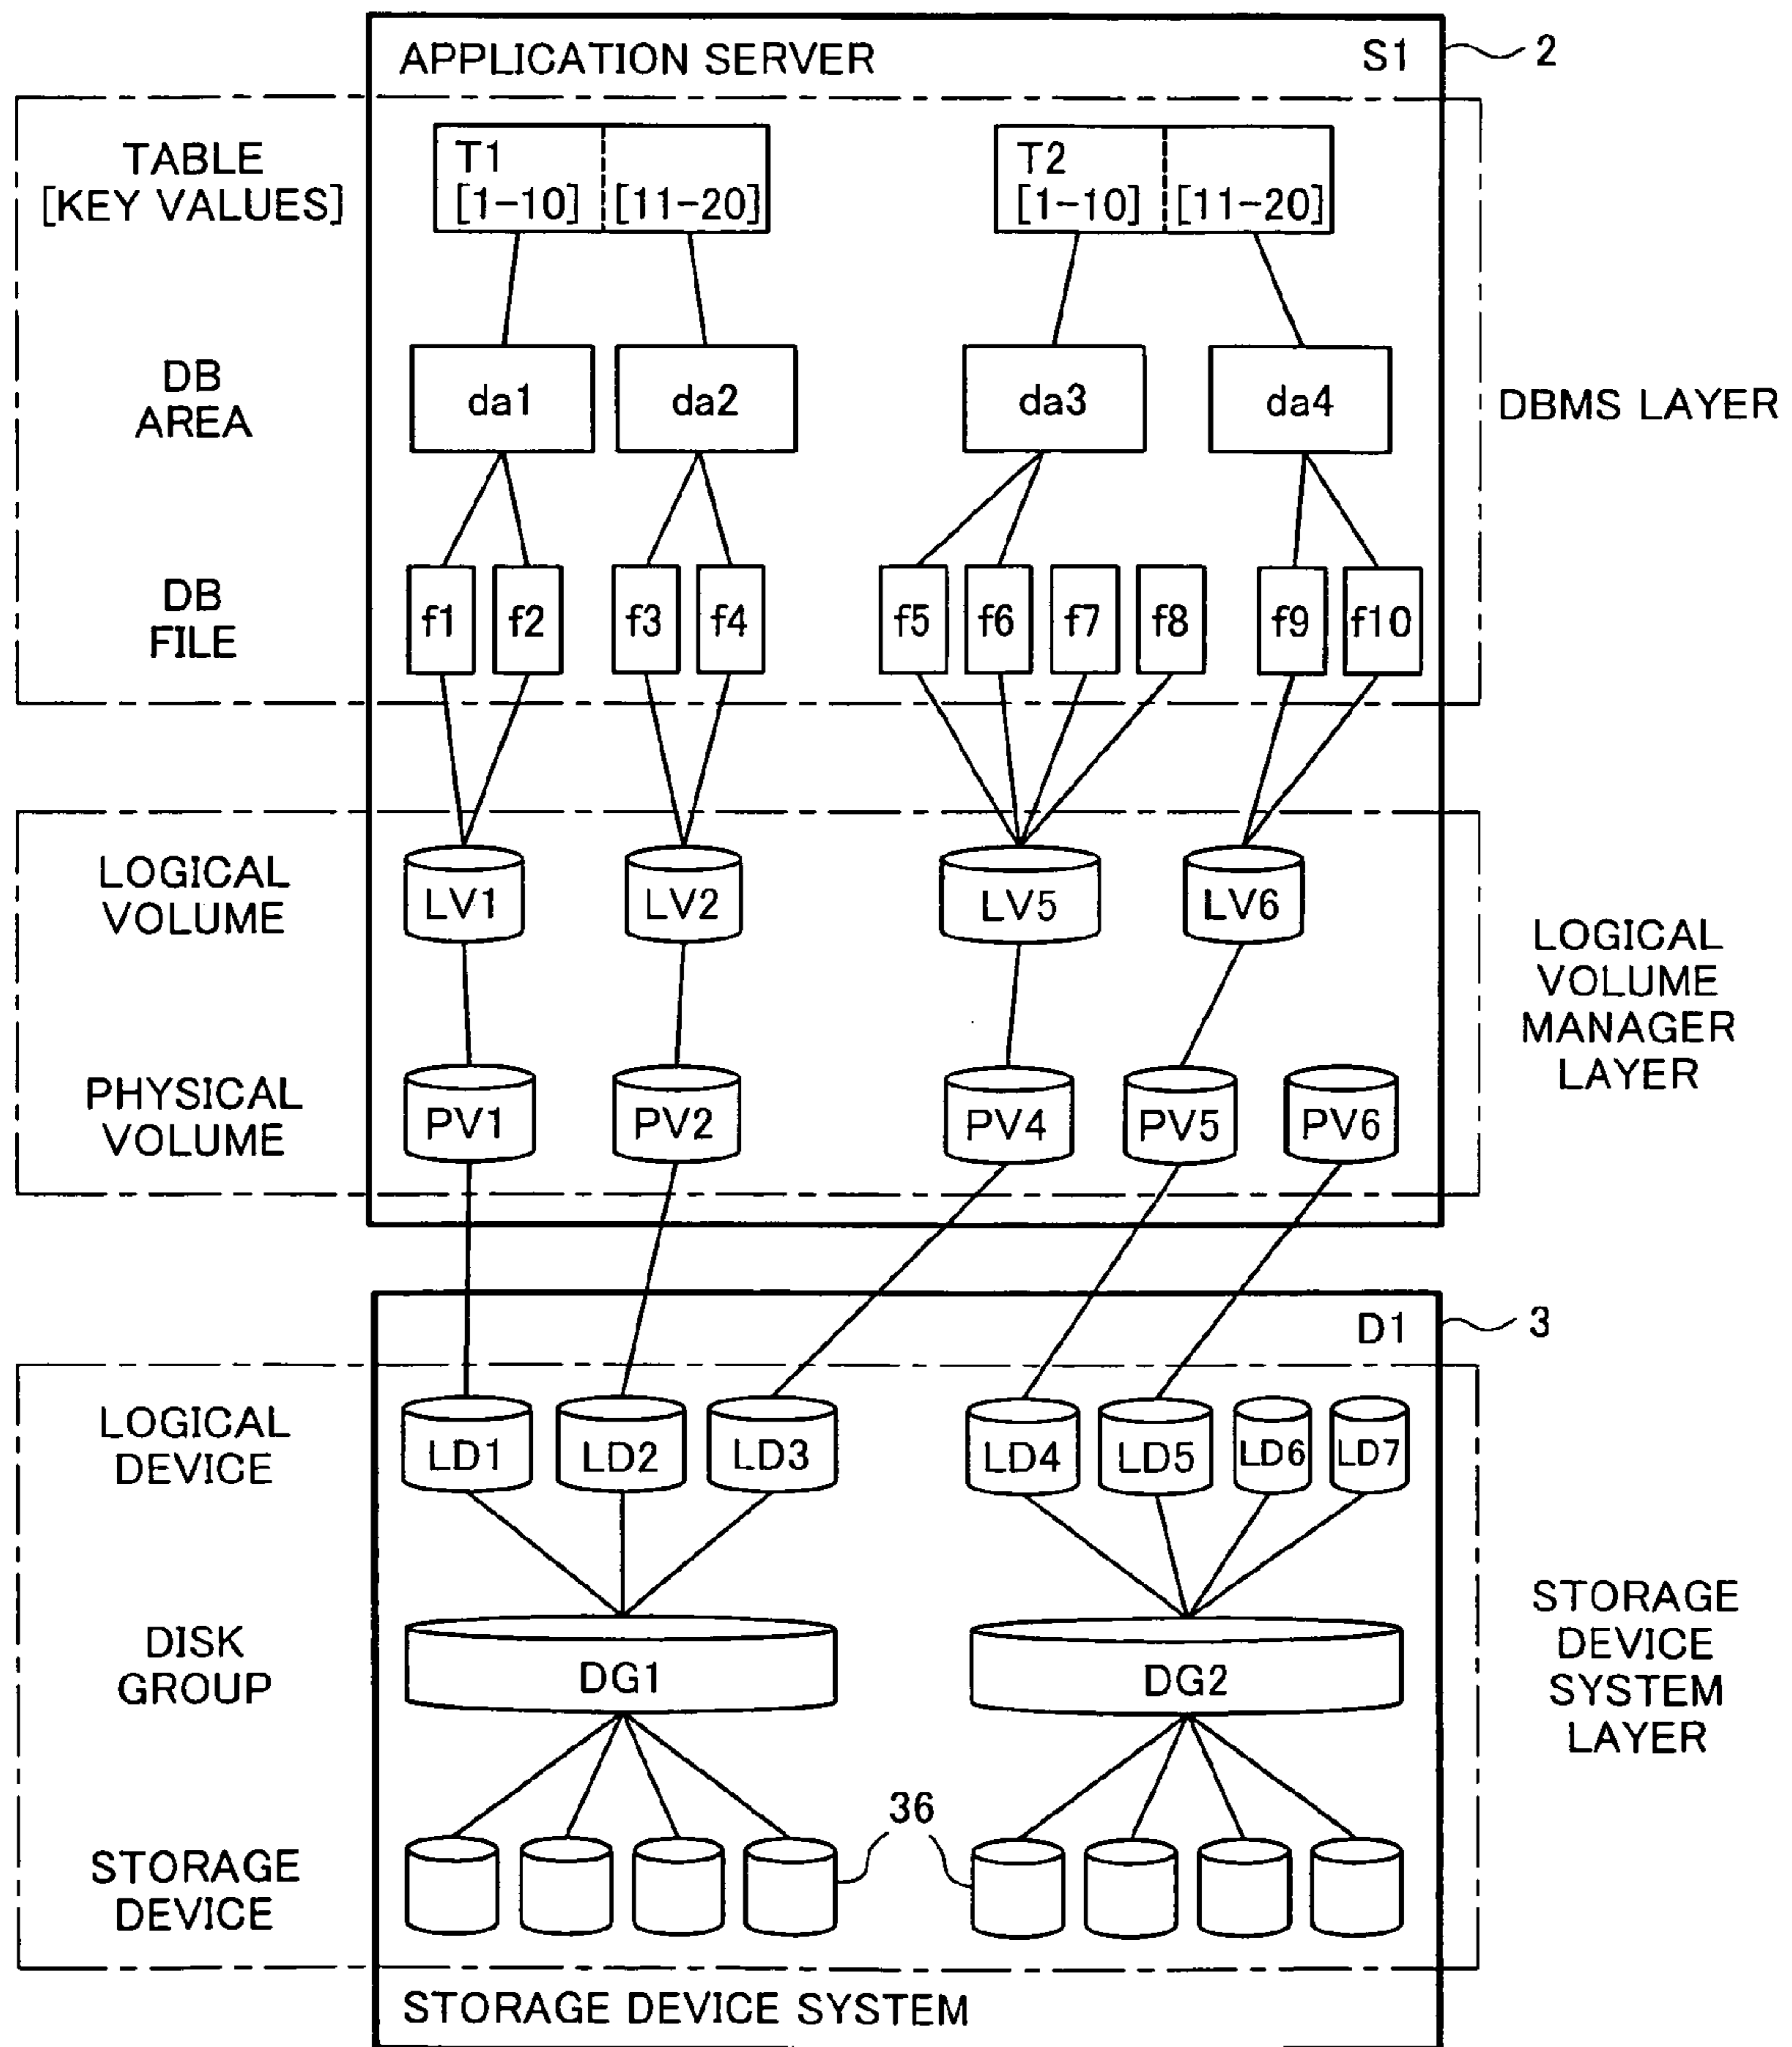 APPLICATION SERVER
S1
2
TABLE
[KEY VALUES]
T1
[1-10]
[11-20]
T2
[1-10]
[11-20]
DB
AREA
da1
da2
da3
da4
DBMS LAYER
DB
FILE
f1
f2
f3
f4
f5
f6
f7
f8
f9
f10
LOGICAL
VOLUME
LV1
LV2
LV5
LV6
LOGICAL
VOLUME
MANAGER
LAYER
PHYSICAL
VOLUME
PV1
PV2
PV4
PV5
PV6
D1
3
LOGICAL
DEVICE
LD1
LD2
LD3
LD4
LD5
LD6
LD7
DISK
GROUP
DG1
DG2
STORAGE
DEVICE
SYSTEM
LAYER
36
STORAGE
DEVICE
STORAGE DEVICE SYSTEM